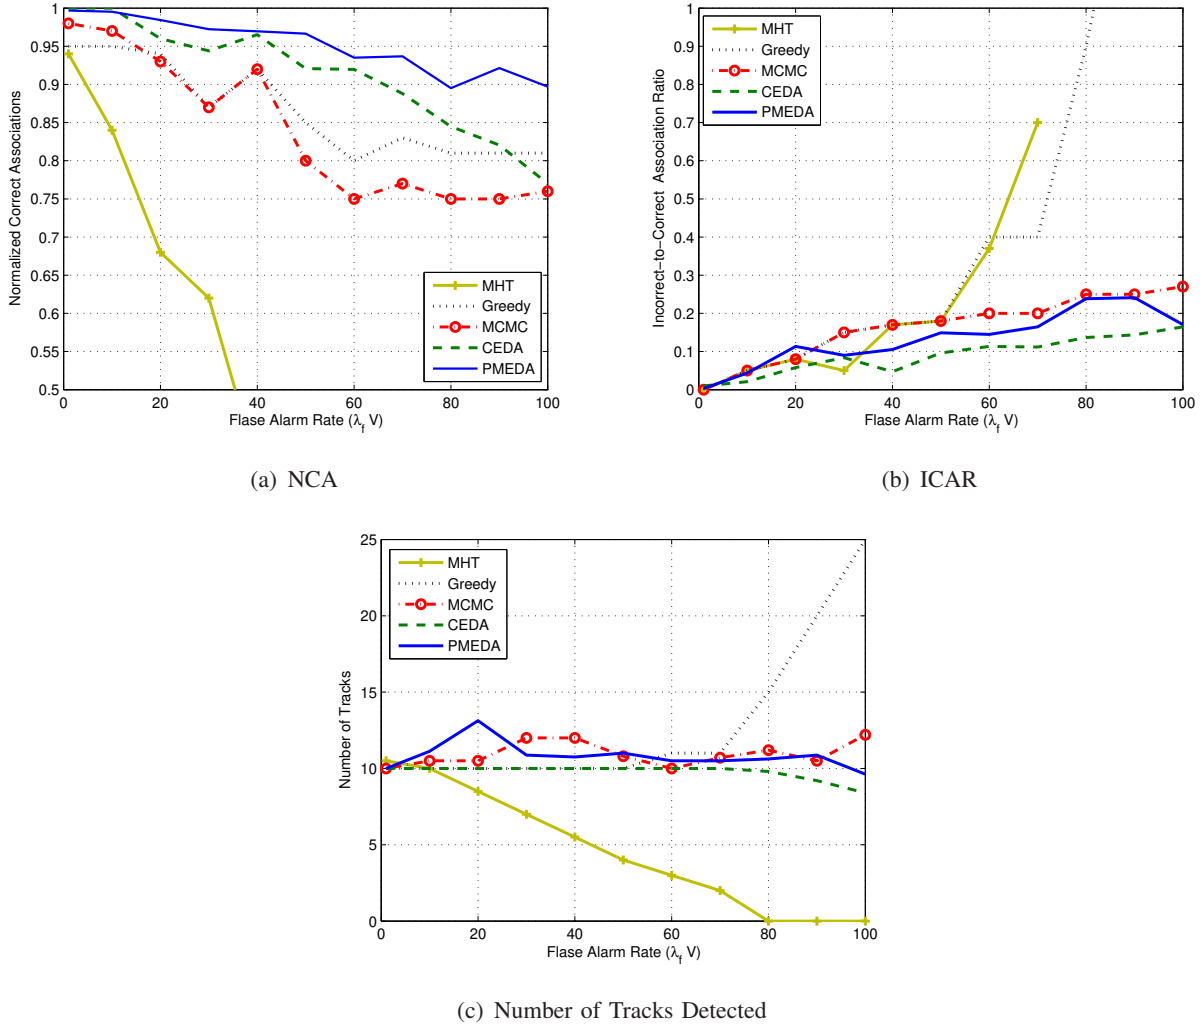 1
0.95
0.9
0.85
0.8
0.75
0.7
0.65
0.6
0.55
0.5
0 20 40 60 80 100
Normalized Correct Associations
Flase Alarm Rate (λf V)
MHT
Greedy
MCMC
CEDA
PMEDA
(a) NCA
1
0.9
0.8
0.7
0.6
0.5
0.4
0.3
0.2
0.1
0
0 20 40 60 80 100
Incorrect−to−Correct Association Ratio
Flase Alarm Rate (λf V)
MHT
Greedy
MCMC
CEDA
PMEDA
(b) ICAR
25
20
15
10
5
0
0 20 40 60 80 100
Number of Tracks
Flase Alarm Rate (λf V)
MHT
Greedy
MCMC
CEDA
PMEDA
(c) Number of Tracks Detected